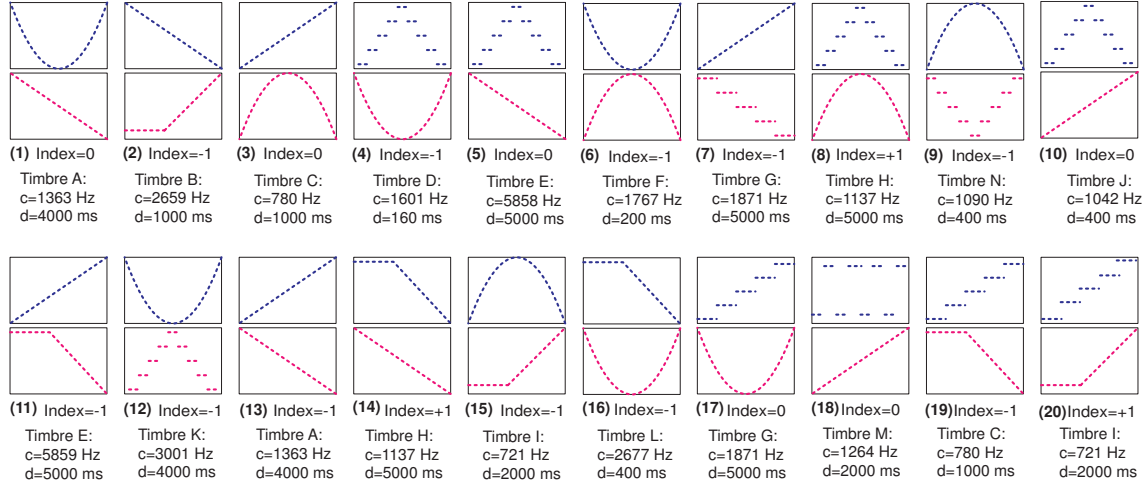 (1) Index=0
Timbre A:
c=1363 Hz
d=4000 ms
(2) Index=-1
Timbre B:
c=2659 Hz
d=1000 ms
(3) Index=0
Timbre C:
c=780 Hz
d=1000 ms
(4) Index=-1
Timbre D:
c=1601 Hz
d=160 ms
(5) Index=0
Timbre E:
c=5858 Hz
d=5000 ms
(6) Index=-1
Timbre F:
c=1767 Hz
d=200 ms
(7) Index=-1
Timbre G:
c=1871 Hz
d=5000 ms
(8) Index=+1
Timbre H:
c=1137 Hz
d=5000 ms
(9) Index=-1
Timbre N:
c=1090 Hz
d=400 ms
(10) Index=0
Timbre J:
c=1042 Hz
d=400 ms
(11) Index=-1
Timbre E:
c=5859 Hz
d=5000 ms
(12) Index=-1
Timbre K:
c=3001 Hz
d=4000 ms
(13) Index=-1
Timbre A:
c=1363 Hz
d=4000 ms
(14) Index=+1
Timbre H:
c=1137 Hz
d=5000 ms
(15) Index=-1
Timbre I:
c=721 Hz
d=2000 ms
(16) Index=-1
Timbre L:
c=2677 Hz
d=400 ms
(17) Index=0
Timbre G:
c=1871 Hz
d=5000 ms
(18) Index=0
Timbre M:
c=1264 Hz
d=2000 ms
(19) Index=-1
Timbre C:
c=780 Hz
d=1000 ms
(20) Index=+1
Timbre I:
c=721 Hz
d=2000 ms